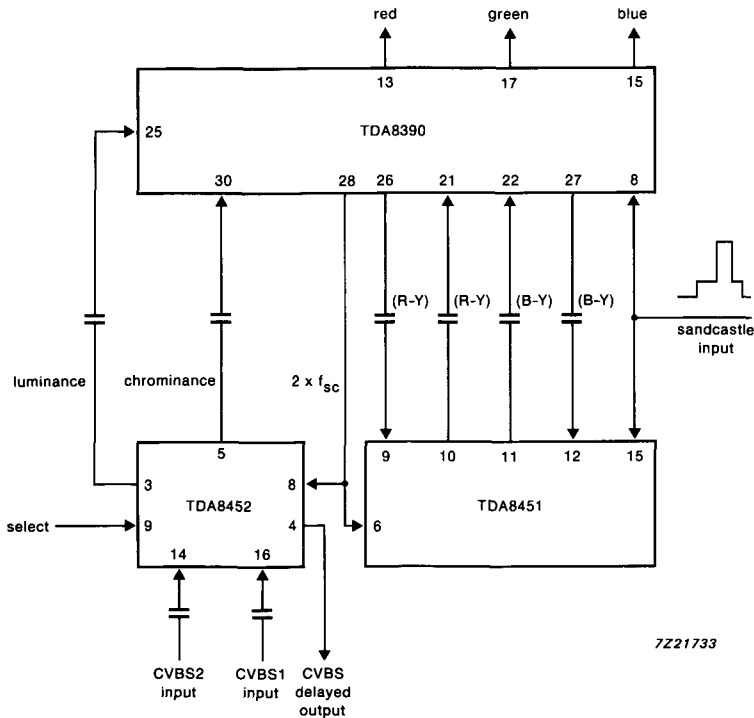 red green blue
13 17 15
25 TDA8390
30 28 26 21 22 27 8
(R-Y) (R-Y) (B-Y) (B-Y)
sandcastle
input
luminance chrominance 2 x fsc
5 9 10 11 12 15
3 8
TDA8452 TDA8451
select 9 4 6
14 16
CVBS2
input
CVBS1
input
CVBS
delayed
output
7Z21733